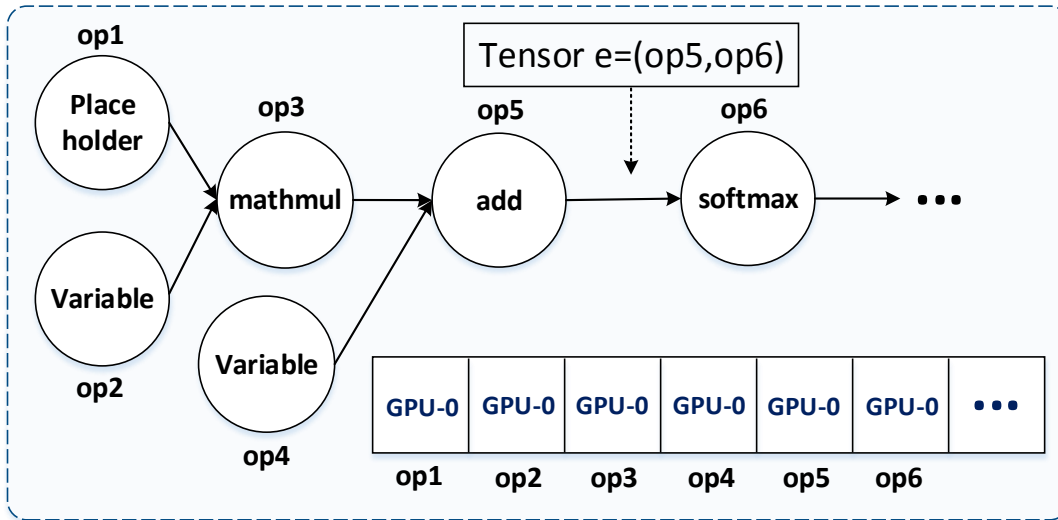 op1
Place
holder
Variable
op2
op3
mathmul
Variable
op4
Tensor e=(op5,op6)
op5
add
op6
softmax
•••
GPU-0 GPU-0 GPU-0 GPU-0 GPU-0 GPU-0 •••
op1 op2 op3 op4 op5 op6